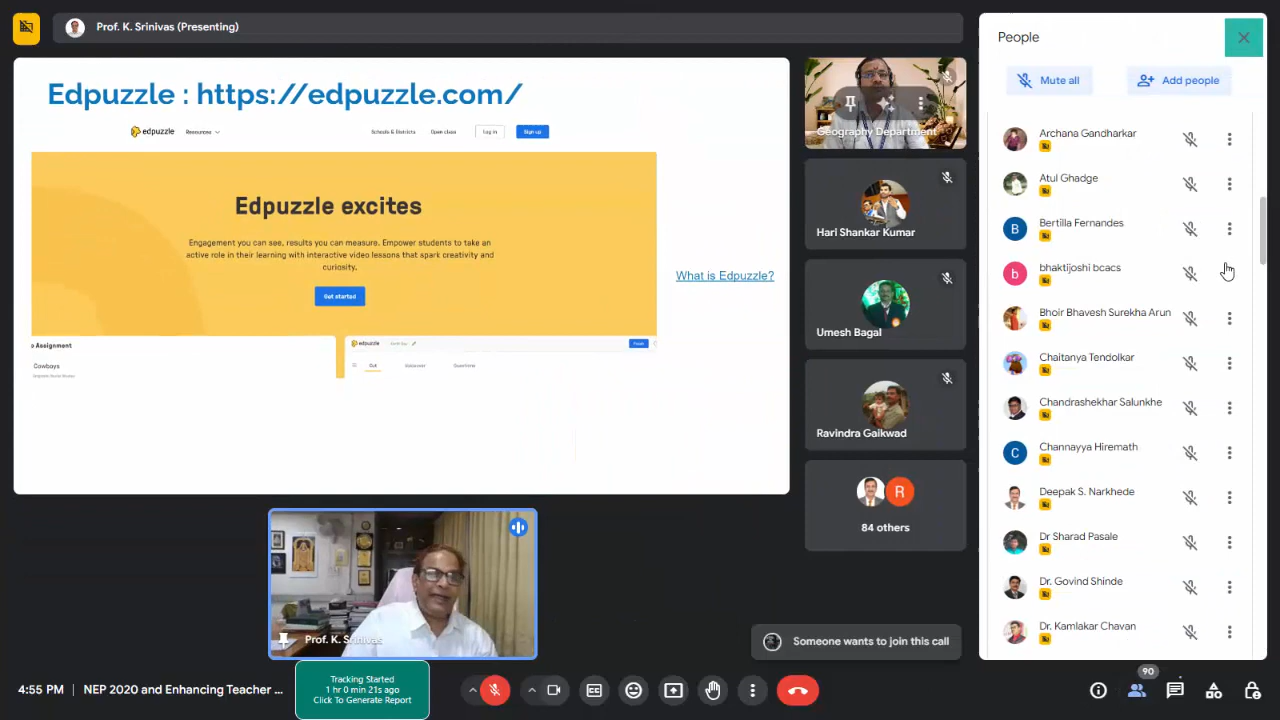 Prof. K. Srinivas (Presenting)
Edpuzzle : https://edpuzzle.com/
edpuzzle
Resources
Schools & Districts
Open class
Log in
Sign up
Edpuzzle excites
Engagement you can see, results you can measure. Empower students to take an
active role in their learning with interactive video lessons that spark creativity and
curiosity.
Get started
What is Edpuzzle?
Assignment
Cowboys
edpuzzle
Cut
Questions
Prof. K. Srinivas
Geography Department
Hari Shankar Kumar
Umesh Bagal
Ravindra Gaikwad
R
84 others
Someone wants to join this call
People
Mute all
Add people
Archana Gandharkar
Atul Ghadge
B
Bertilla Fernandes
b
bhaktijoshi bcacs
Bhoir Bhavesh Surekha Arun
Chaitanya Tendolkar
Chandrashekhar Salunkhe
C
Channayya Hiremath
Deepak S. Narkhede
Dr Sharad Pasale
Dr. Govind Shinde
Dr. Kamlakar Chavan
4:55 PM
NEP 2020 and Enhancing Teacher ...
Tracking Started
1 hr 0 min 21s ago
Click To Generate Report
90